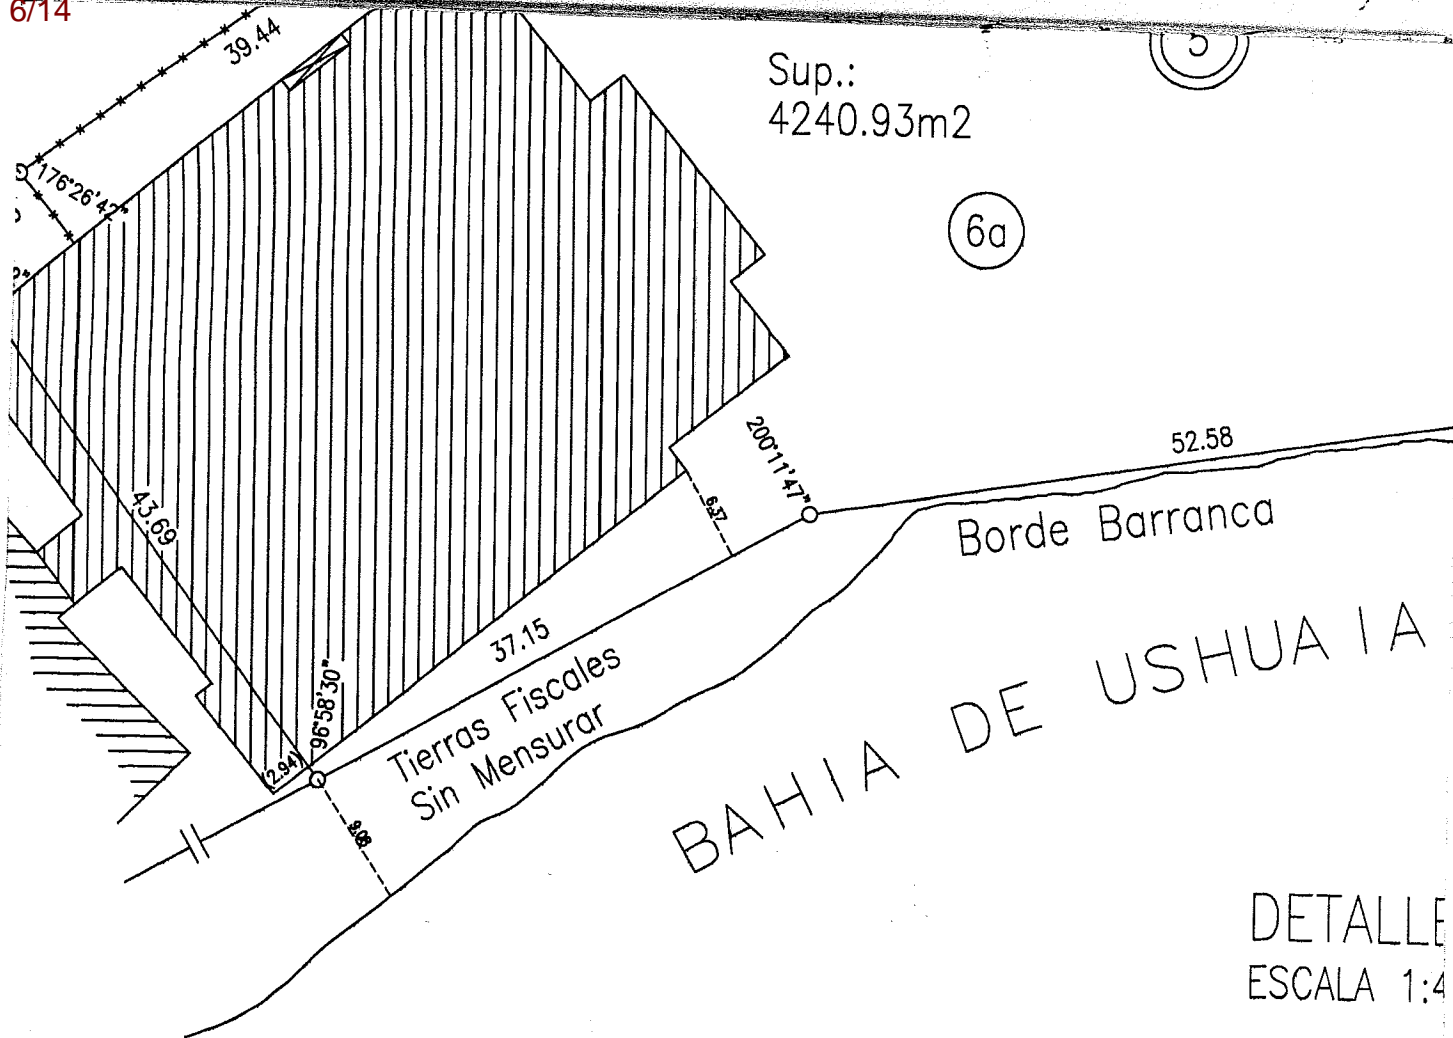 6/14
39.44
Sup.:
4240.93m2
176°26'42"
6a
200°11'47"
52.58
43.69
6.37
Borde Barranca
37.15
96°58'30"
Tierras Fiscales
Sin Mensurar
(2.94)
9.08
BAHIA DE USHUAIA
DETALLE
ESCALA 1:4